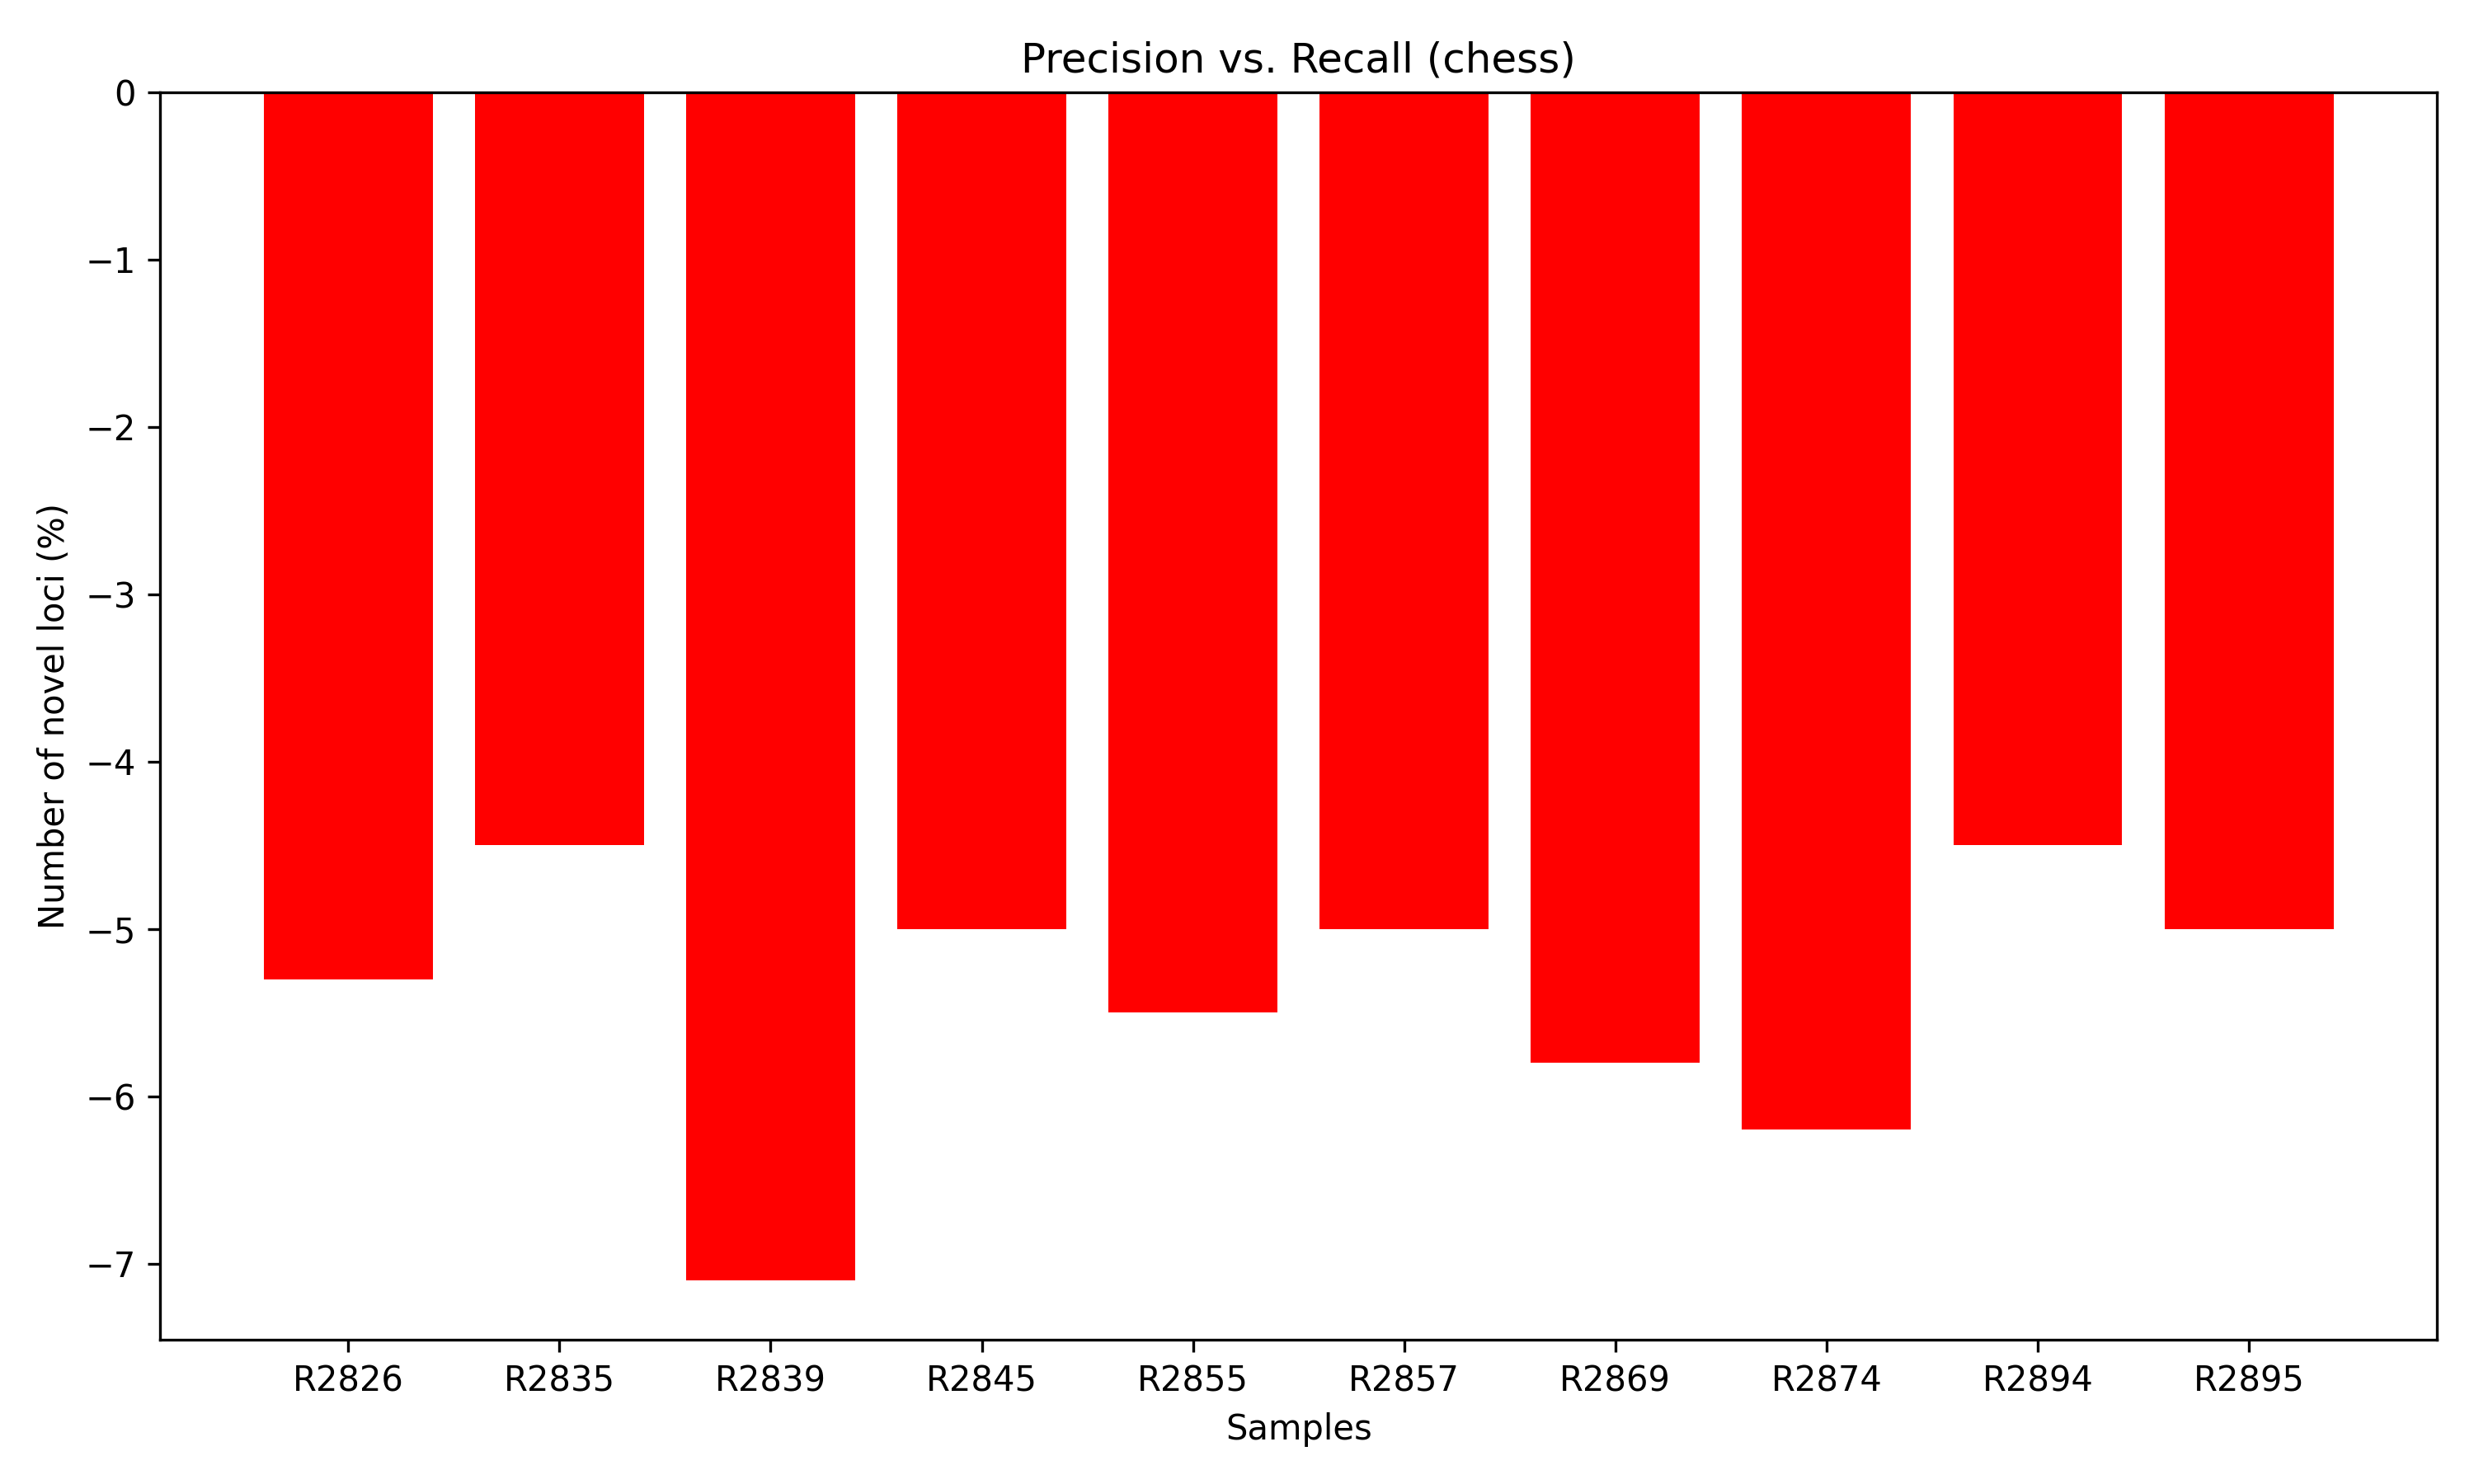 Precision vs. Recall (chess)
Number of novel loci (%)
0
−1
−2
−3
−4
−5
−6
−7
R2826 R2835 R2839 R2845 R2855 R2857 R2869 R2874 R2894 R2895
Samples